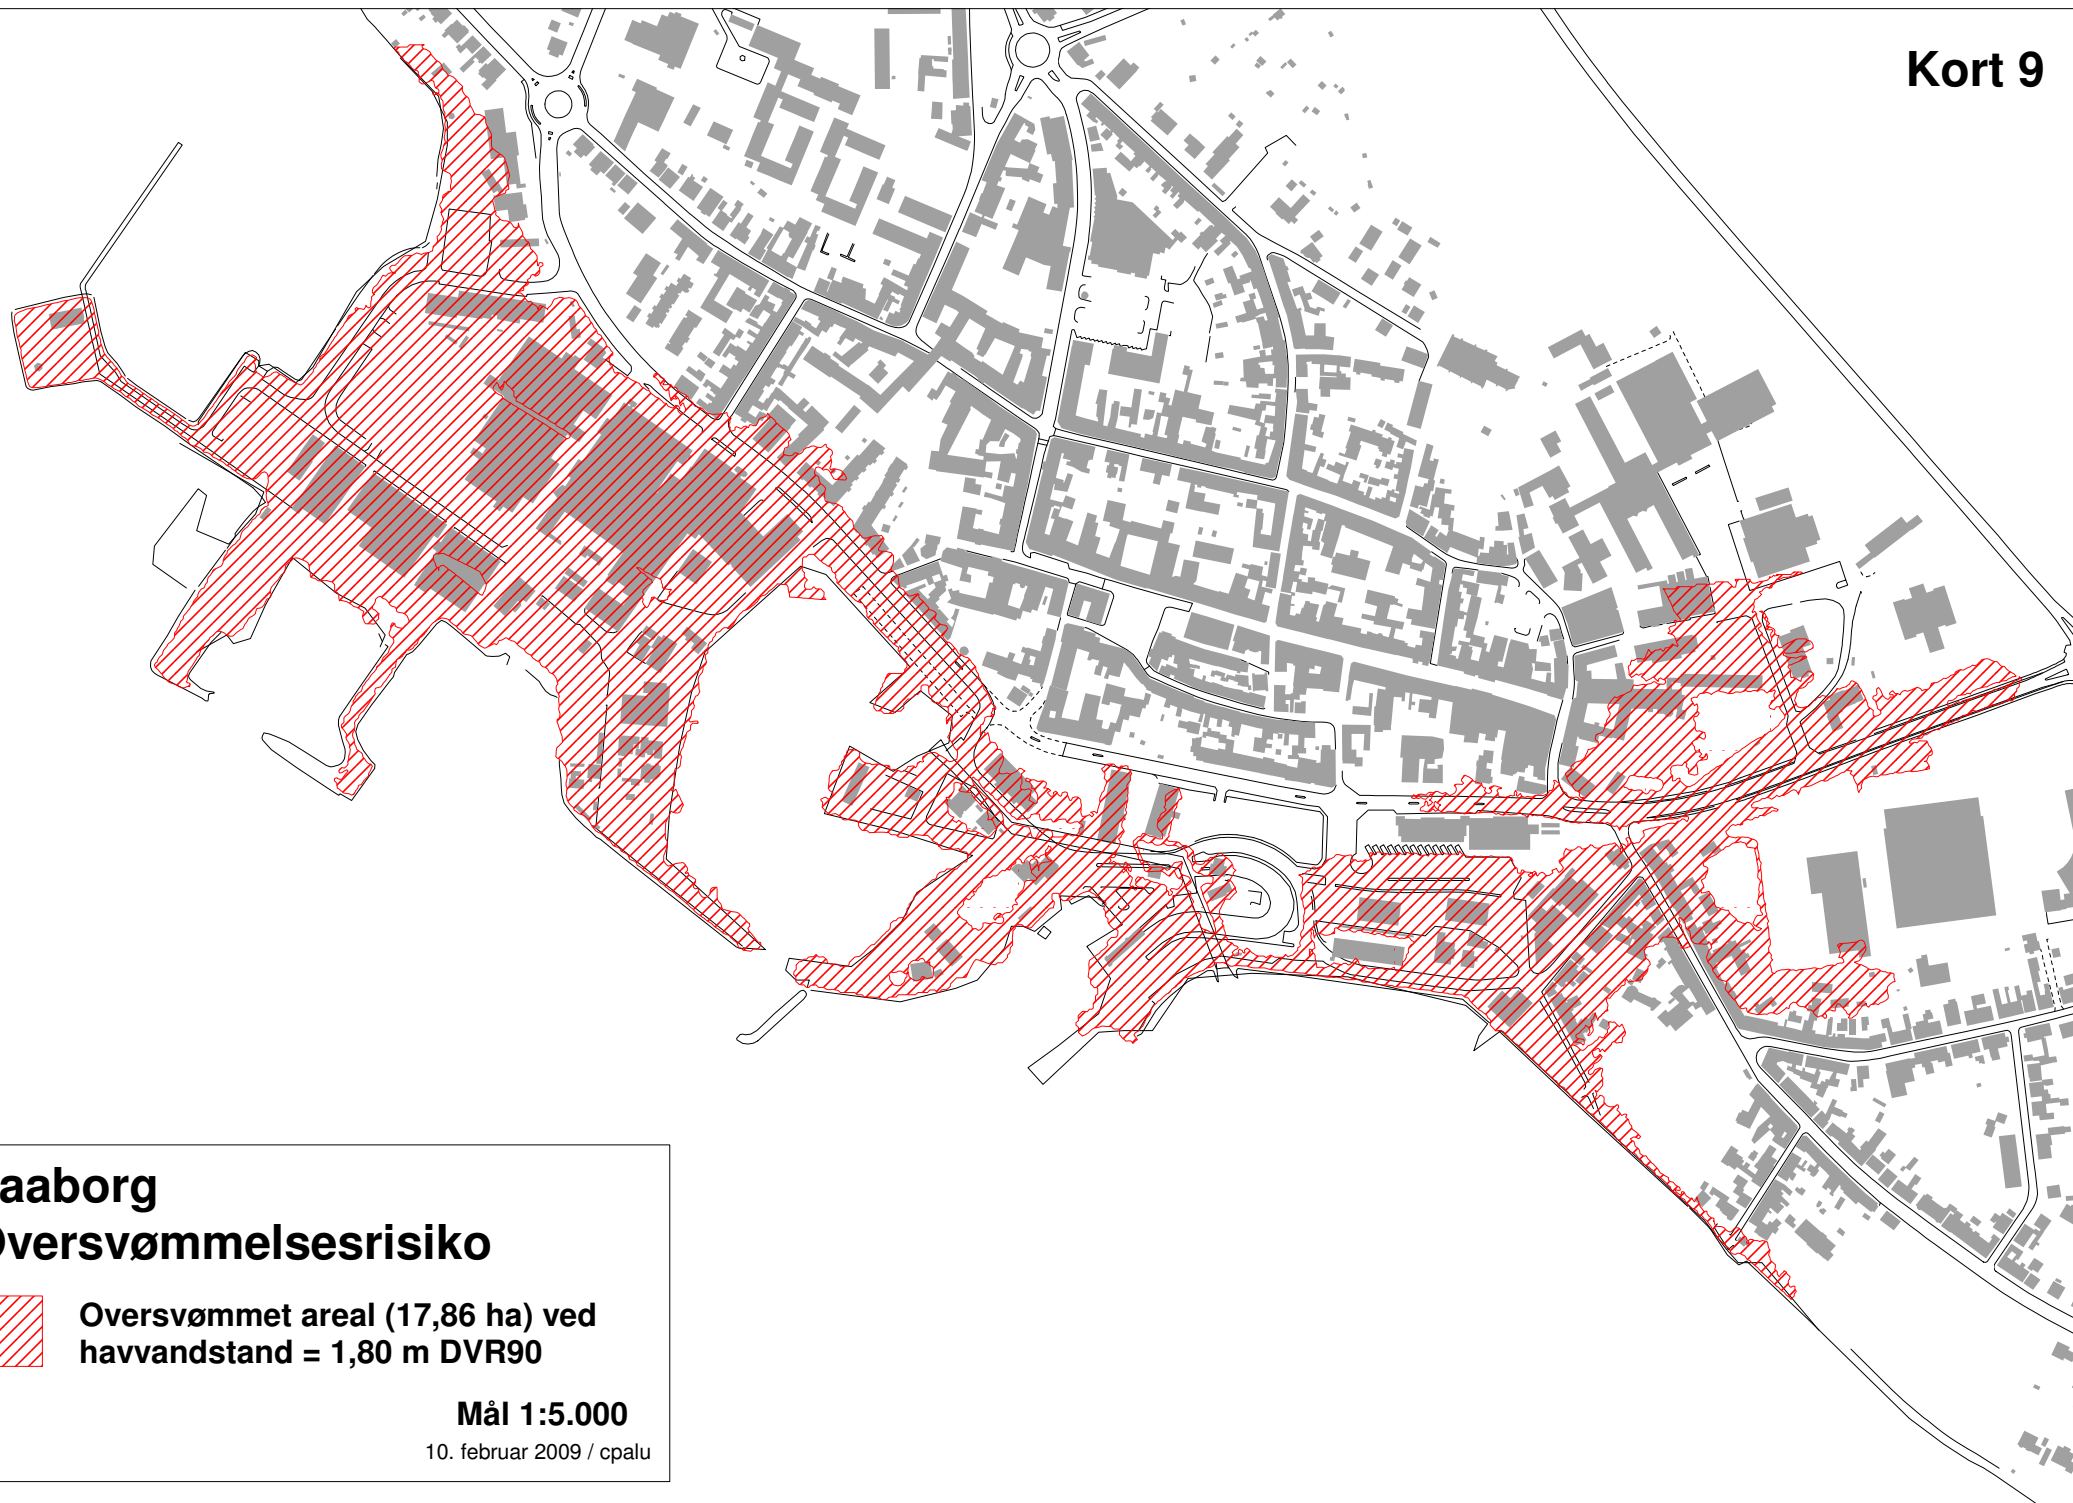 Kort 9
aaborg
Oversvømmelsesrisiko
Oversvømmet areal (17,86 ha) ved
havvandstand = 1,80 m DVR90
Mål 1:5.000
10. februar 2009 / cpalu